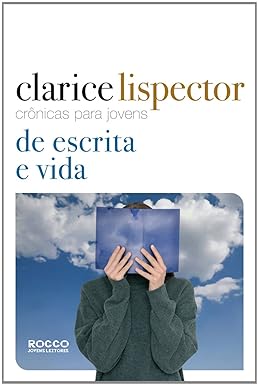 clarice lispector
crônicas para jovens
de escrita
e vida
ROCCO
JOVENS LEITORES